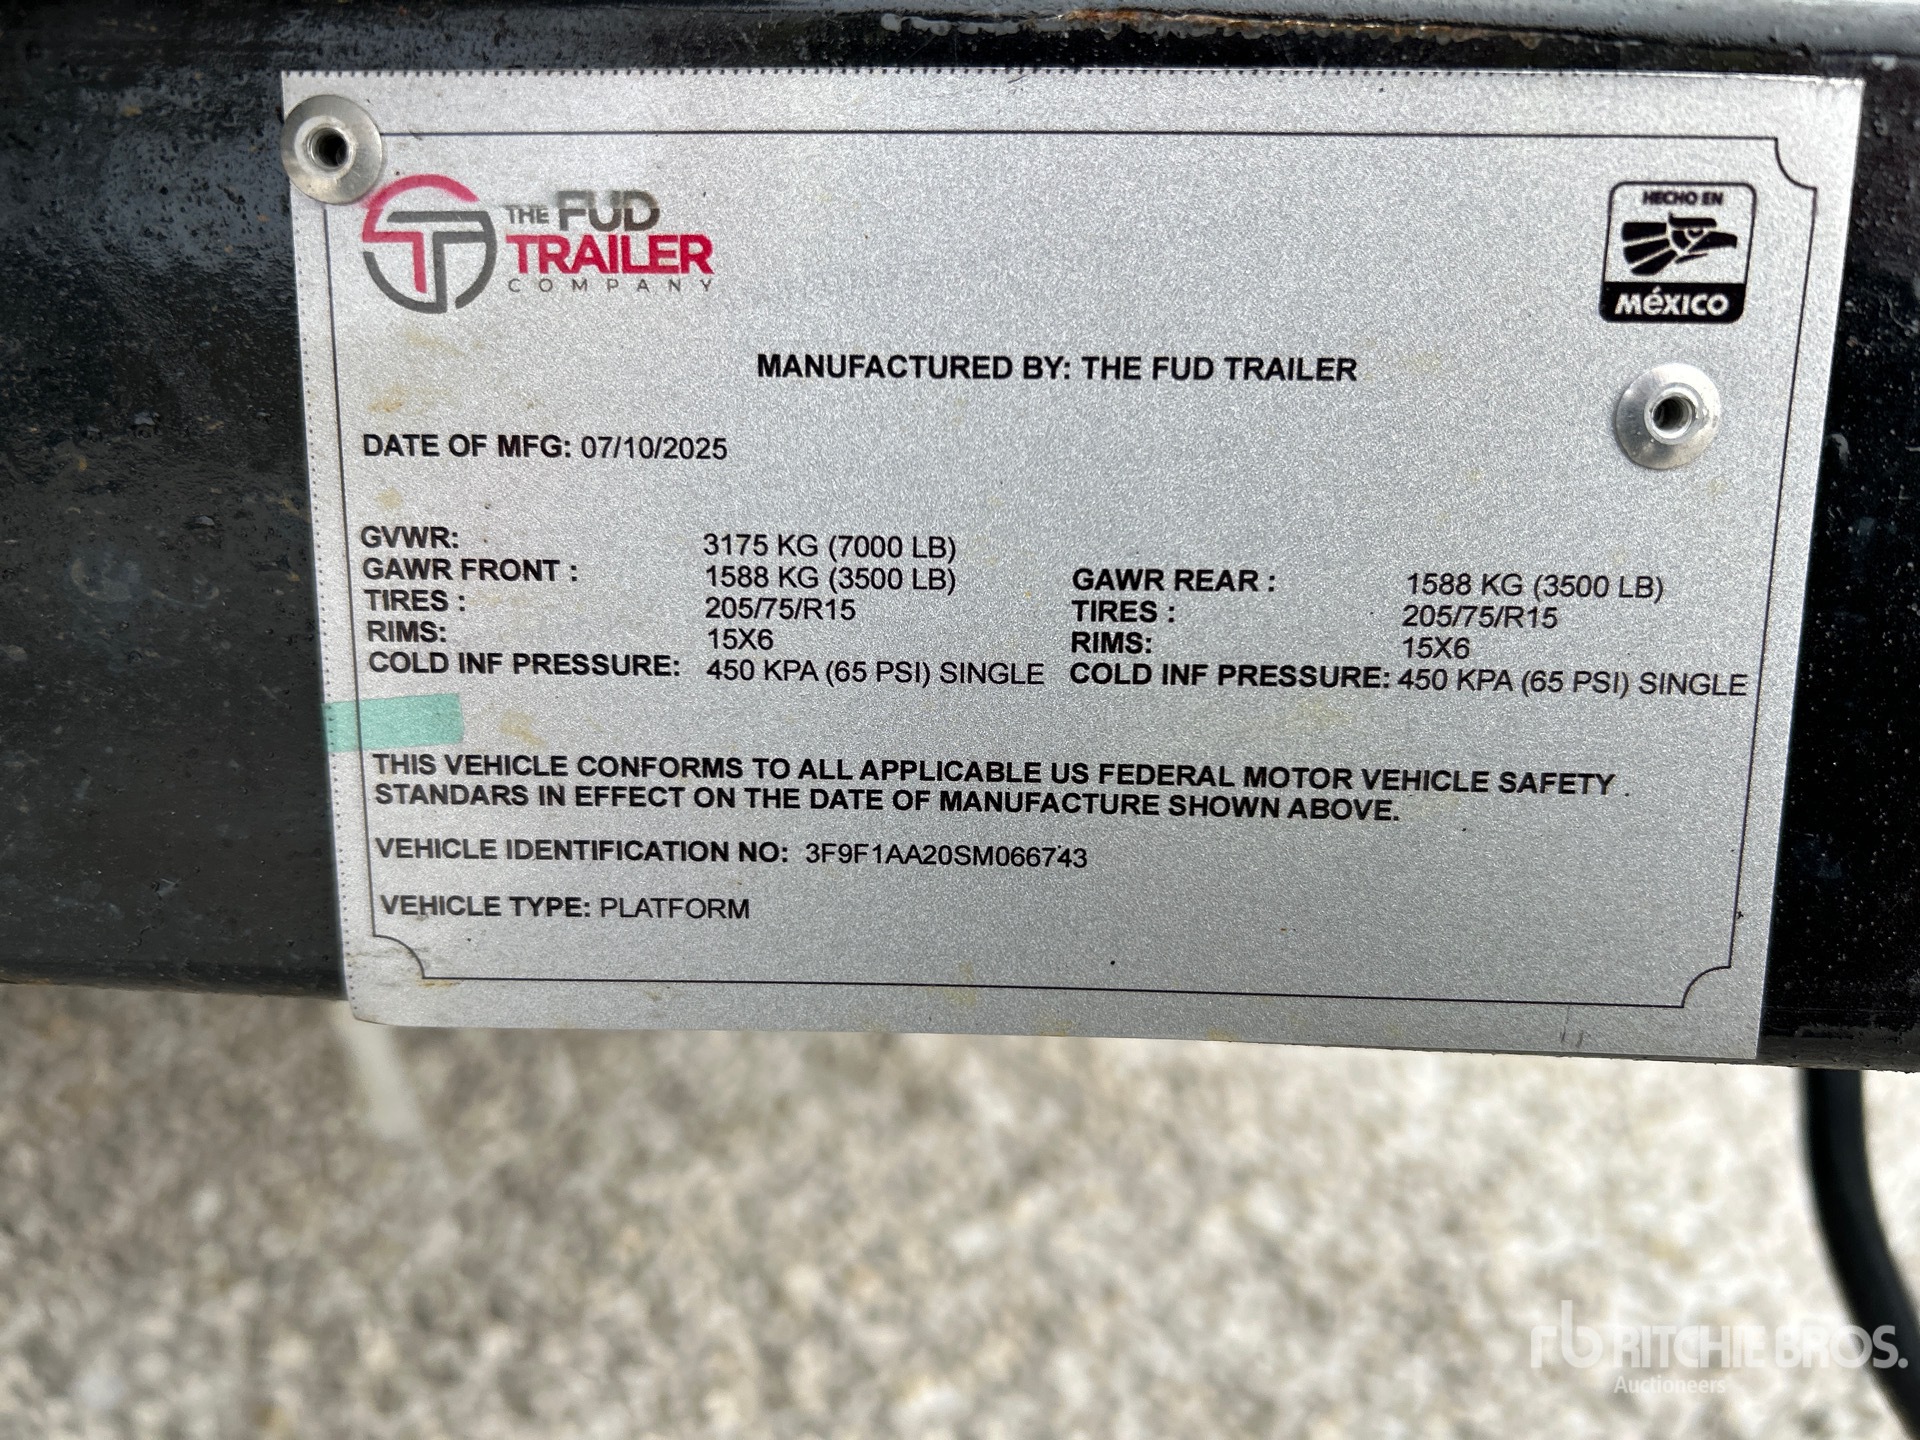 THE FUD
TRAILER
COMPANY
HECHO EN
MÉXICO
MANUFACTURED BY: THE FUD TRAILER
DATE OF MFG: 07/10/2025
GVWR: 3175 KG (7000 LB)
GAWR FRONT : 1588 KG (3500 LB) GAWR REAR : 1588 KG (3500 LB)
TIRES : 205/75/R15 TIRES : 205/75/R15
RIMS: 15X6 RIMS: 15X6
COLD INF PRESSURE: 450 KPA (65 PSI) SINGLE COLD INF PRESSURE: 450 KPA (65 PSI) SINGLE
THIS VEHICLE CONFORMS TO ALL APPLICABLE US FEDERAL MOTOR VEHICLE SAFETY
STANDARS IN EFFECT ON THE DATE OF MANUFACTURE SHOWN ABOVE.
VEHICLE IDENTIFICATION NO: 3F9F1AA20SM066743
VEHICLE TYPE: PLATFORM
rb RITCHIE BROS.
Auctioneers